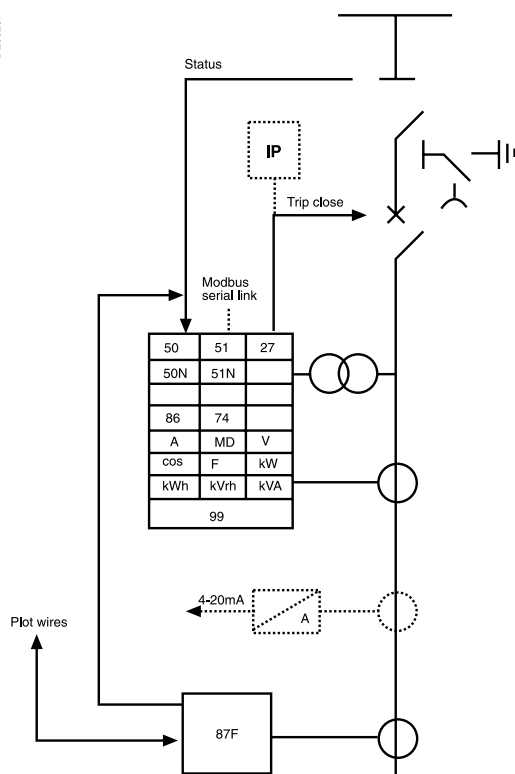 Status
IP
Trip close
Modbus
serial link
50 51 27
50N 51N
86 74
A MD V
cos F kW
kWh kVrh kVA
99
4-20mA
A
Plot wires
87F